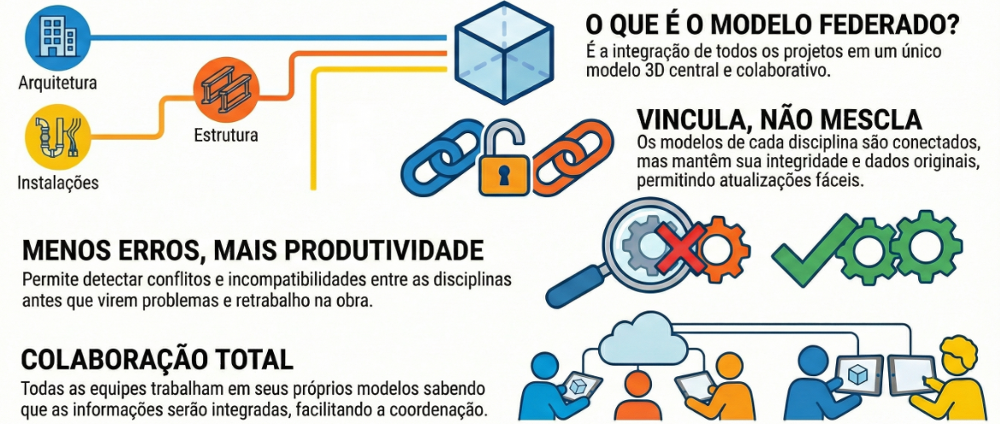 Arquitetura
Estrutura
Instalações
O QUE É O MODELO FEDERADO?
É a integração de todos os projetos em um único
modelo 3D central e colaborativo.
VINCULA, NÃO MESCLA
Os modelos de cada disciplina são conectados,
mas mantêm sua integridade e dados originais,
permitindo atualizações fáceis.
MENOS ERROS, MAIS PRODUTIVIDADE
Permite detectar conflitos e incompatibilidades entre as disciplinas
antes que virem problemas e retrabalho na obra.
COLABORAÇÃO TOTAL
Todas as equipes trabalham em seus próprios modelos sabendo
que as informações serão integradas, facilitando a coordenação.